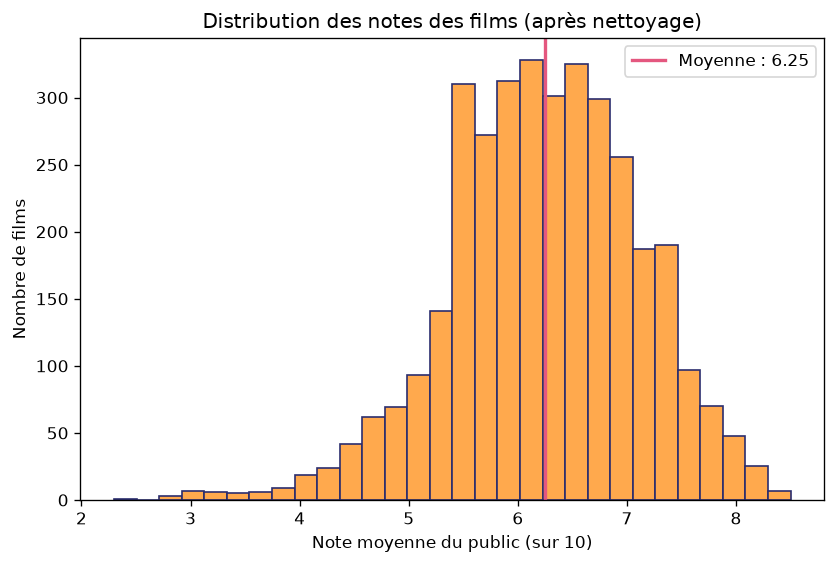 Distribution des notes des films (après nettoyage)
Moyenne : 6.25
Nombre de films
300
250
200
150
100
50
0
2 3 4 5 6 7 8
Note moyenne du public (sur 10)